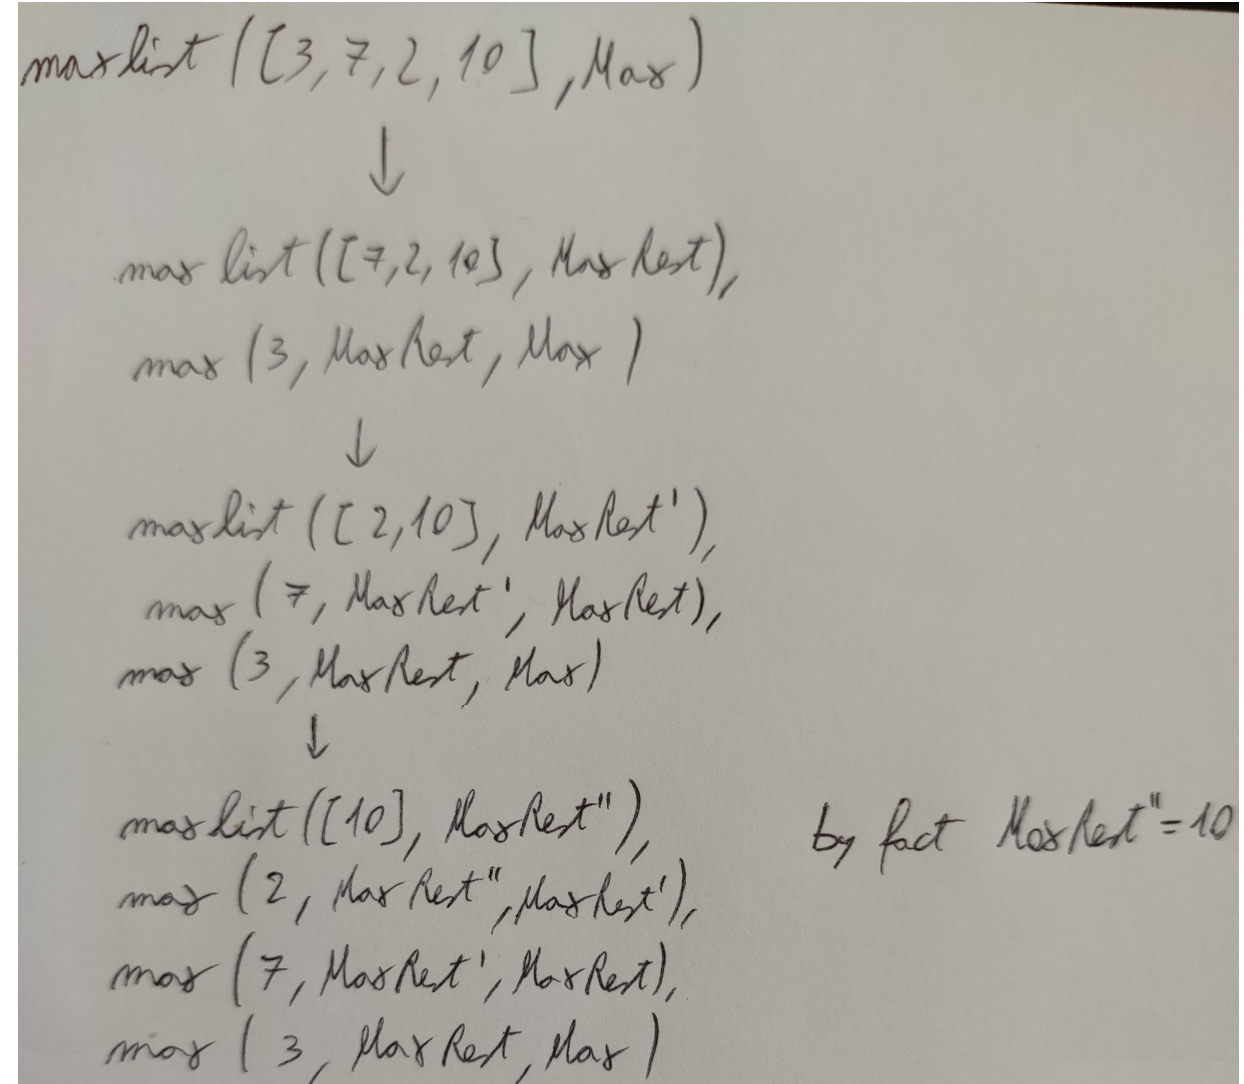 maxlist([3,7,2,10],Max)
↓
maxlist([7,2,10],MaxRest),
max(3,MaxRest,Max)
↓
maxlist([2,10],MaxRest'),
max(7,MaxRest',MaxRest),
max(3,MaxRest,Max)
↓
maxlist([10],MaxRest''), by fact MaxRest''=10
max(2,MaxRest'',MaxRest'),
max(7,MaxRest',MaxRest),
max(3,MaxRest,Max)